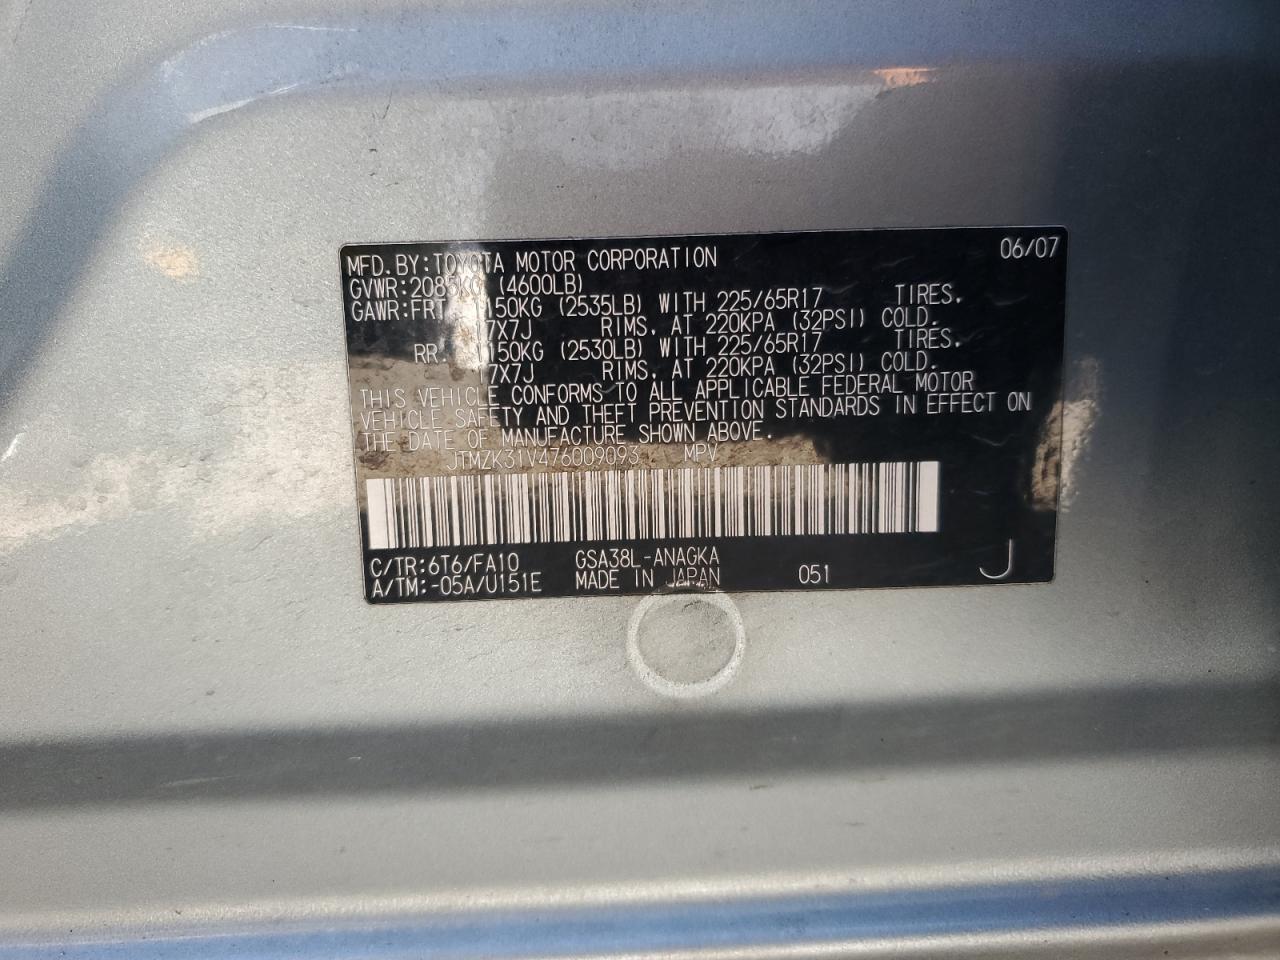 MFD.BY:TOYOTA MOTOR CORPORATION 06/07
GVWR:2085KG (4600LB)
GAWR:FRT. 1150KG (2535LB) WITH 225/65R17 TIRES.
17X7J RIMS. AT 220KPA (32PSI) COLD.
RR. 1150KG (2530LB) WITH 225/65R17 TIRES.
17X7J RIMS. AT 220KPA (32PSI) COLD.
THIS VEHICLE CONFORMS TO ALL APPLICABLE FEDERAL MOTOR
VEHICLE SAFETY AND THEFT PREVENTION STANDARDS IN EFFECT ON
THE DATE OF MANUFACTURE SHOWN ABOVE.
JTMZK31V476009093 MPV
C/TR:6T6/FA10 GSA38L-ANAGKA
A/TM:-05A/U151E MADE IN JAPAN 051 J